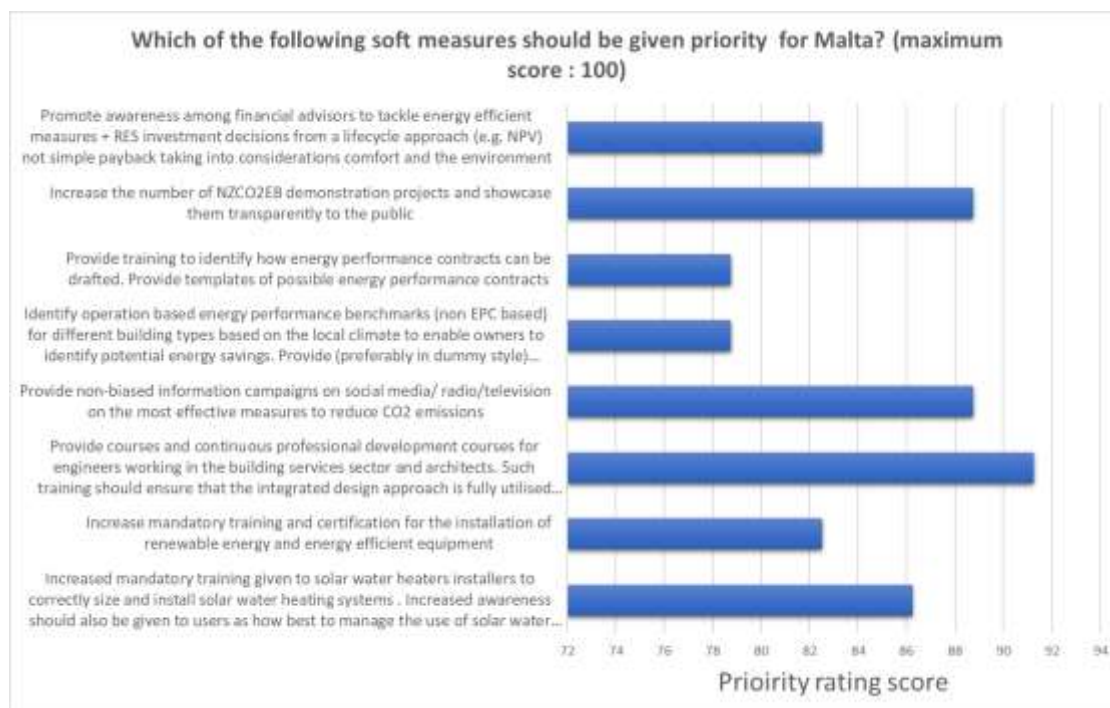 Which of the following soft measures should be given priority for Malta? (maximum
score : 100)
Promote awareness among financial advisors to tackle energy efficient
measures + RES investment decisions from a lifecycle approach (e.g. NPV)
not simple payback taking into considerations comfort and the environment
Increase the number of NZCO2EB demonstration projects and showcase
them transparently to the public
Provide training to identify how energy performance contracts can be
drafted. Provide templates of possible energy performance contracts
Identify operation based energy performance benchmarks (non EPC based)
for different building types based on the local climate to enable owners to
identify potential energy savings. Provide (preferably in dummy style)...
Provide non-biased information campaigns on social media/ radio/television
on the most effective measures to reduce CO2 emissions
Provide courses and continuous professional development courses for
engineers working in the building services sector and architects. Such
training should ensure that the integrated design approach is fully utilised...
Increase mandatory training and certification for the installation of
renewable energy and energy efficient equipment
Increased mandatory training given to solar water heaters installers to
correctly size and install solar water heating systems . Increased awareness
should also be given to users as how best to manage the use of solar water...
72 74 76 78 80 82 84 86 88 90 92 94
Prioirity rating score